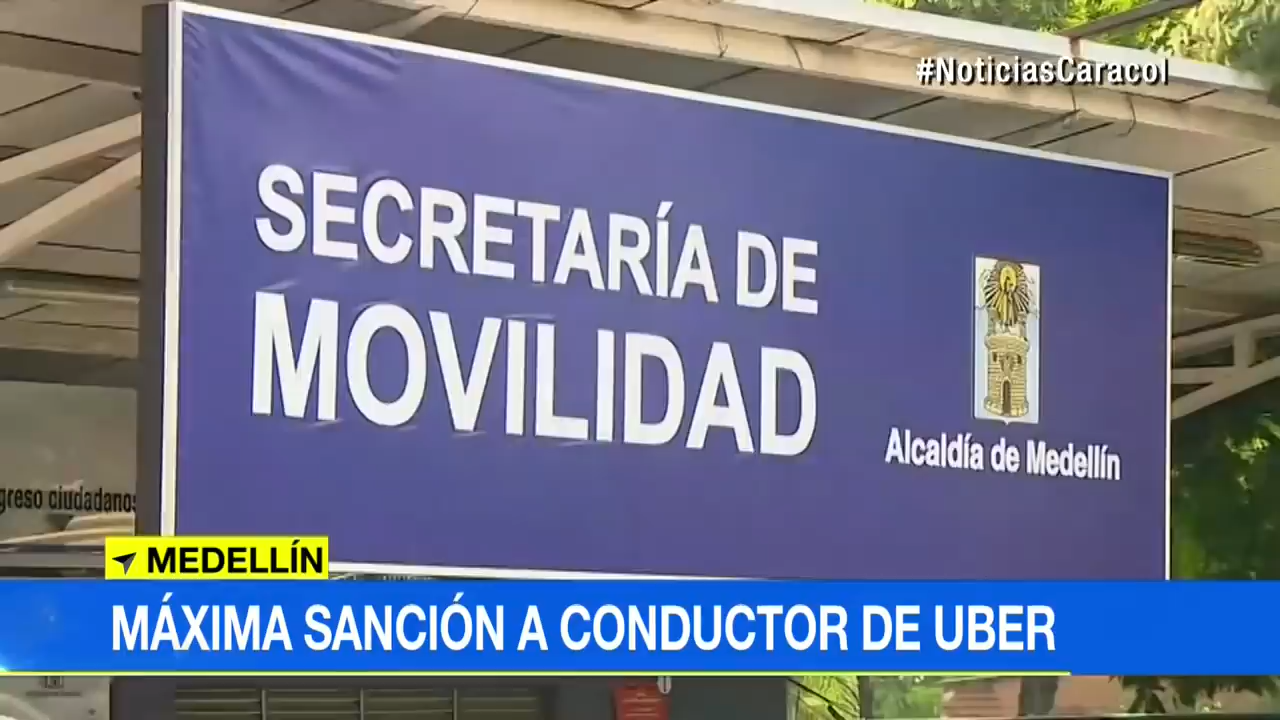 #NoticiasCaracol
SECRETARÍA DE
MOVILIDAD
Alcaldía de Medellín
greso ciudadanos
MEDELLÍN
MÁXIMA SANCIÓN A CONDUCTOR DE UBER